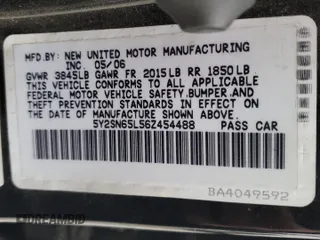 MFD. BY NEW UNITED MOTOR MANUFACTURING
INC. 05/06
GVWR 3845LB GAWR FR 2015LB RR 1850LB
THIS VEHICLE CONFORMS TO ALL APPLICABLE
FEDERAL MOTOR VEHICLE SAFETY,BUMPER,AND
THEFT PREVENTION STANDARDS IN EFFECT ON
THE DATE OF MANUFACTURE SHOWN ABOVE.
5Y2SN65L56Z454488 PASS CAR
BA4049592
DREAMBID